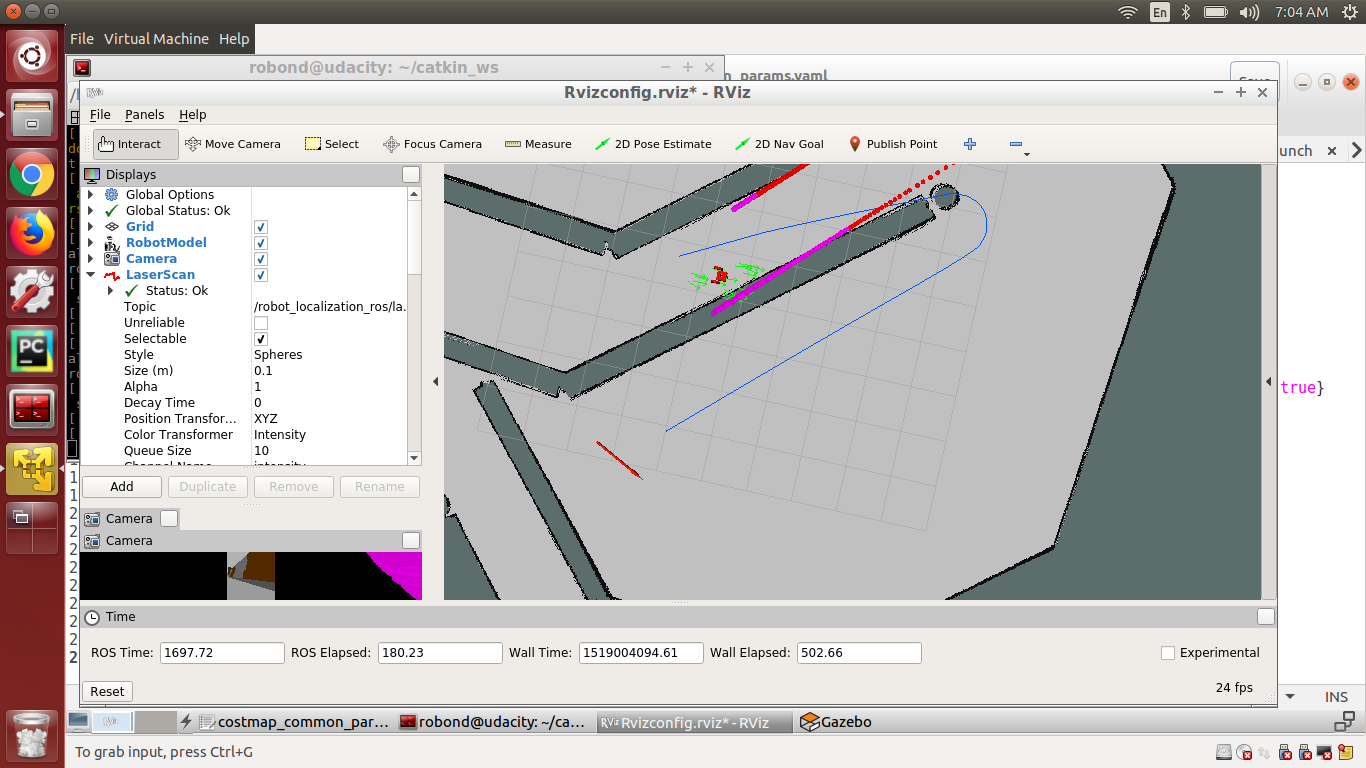 En
7:04 AM
File Virtual Machine Help
robond@udacity: ~/catkin_ws
n_params.yaml
Save
Rvizconfig.rviz* - RViz
File Panels Help
Interact Move Camera Select Focus Camera Measure 2D Pose Estimate 2D Nav Goal Publish Point
unch
Displays
Global Options
Global Status: Ok
Grid
RobotModel
Camera
LaserScan
Status: Ok
Topic /robot_localization_ros/la...
Unreliable
Selectable
Style Spheres
Size (m) 0.1
Alpha 1
Decay Time 0
Position Transfor... XYZ
Color Transformer Intensity
Queue Size 10
Channel Name intensity
true}
Add Duplicate Remove Rename
Camera
Camera
Time
ROS Time: 1697.72 ROS Elapsed: 180.23 Wall Time: 1519004094.61 Wall Elapsed: 502.66 Experimental
Reset
24 fps
INS
costmap_common_par... robond@udacity: ~/ca... RViz Rvizconfig.rviz* - RViz Gazebo
To grab input, press Ctrl+G